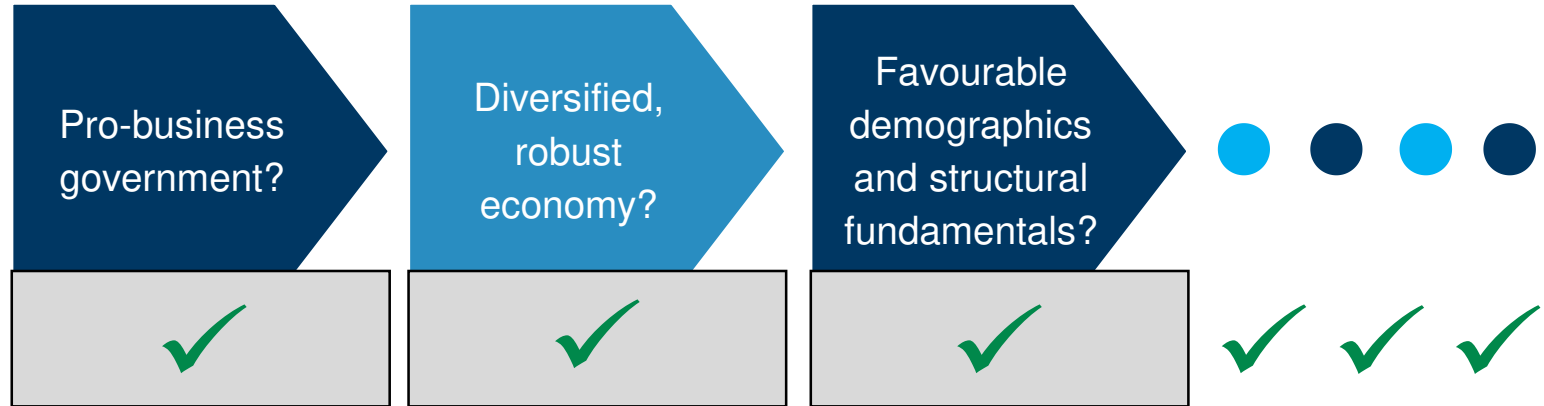 Pro-business
government?
Diversified,
robust
economy?
Favourable
demographics
and structural
fundamentals?